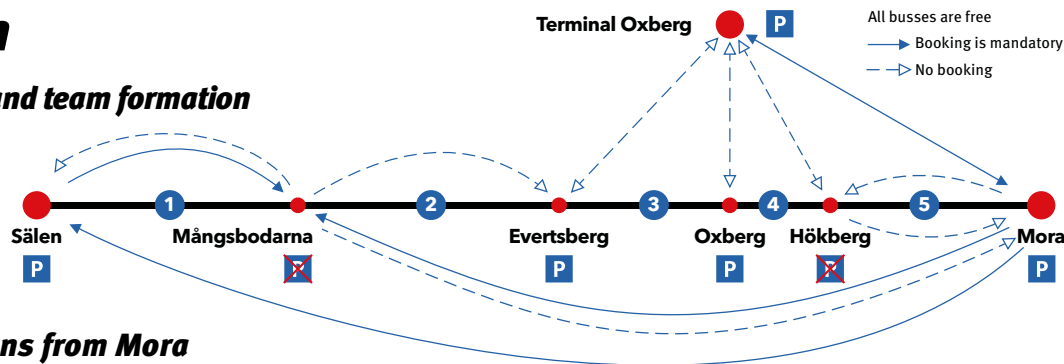 Terminal Oxberg
P
All busses are free
Booking is mandatory
No booking
and team formation
1
2
3
4
5
Sälen
Mångsbodarna
Evertsberg
Oxberg
Hökberg
Mora
P
P
P
P
P
P
ns from Mora